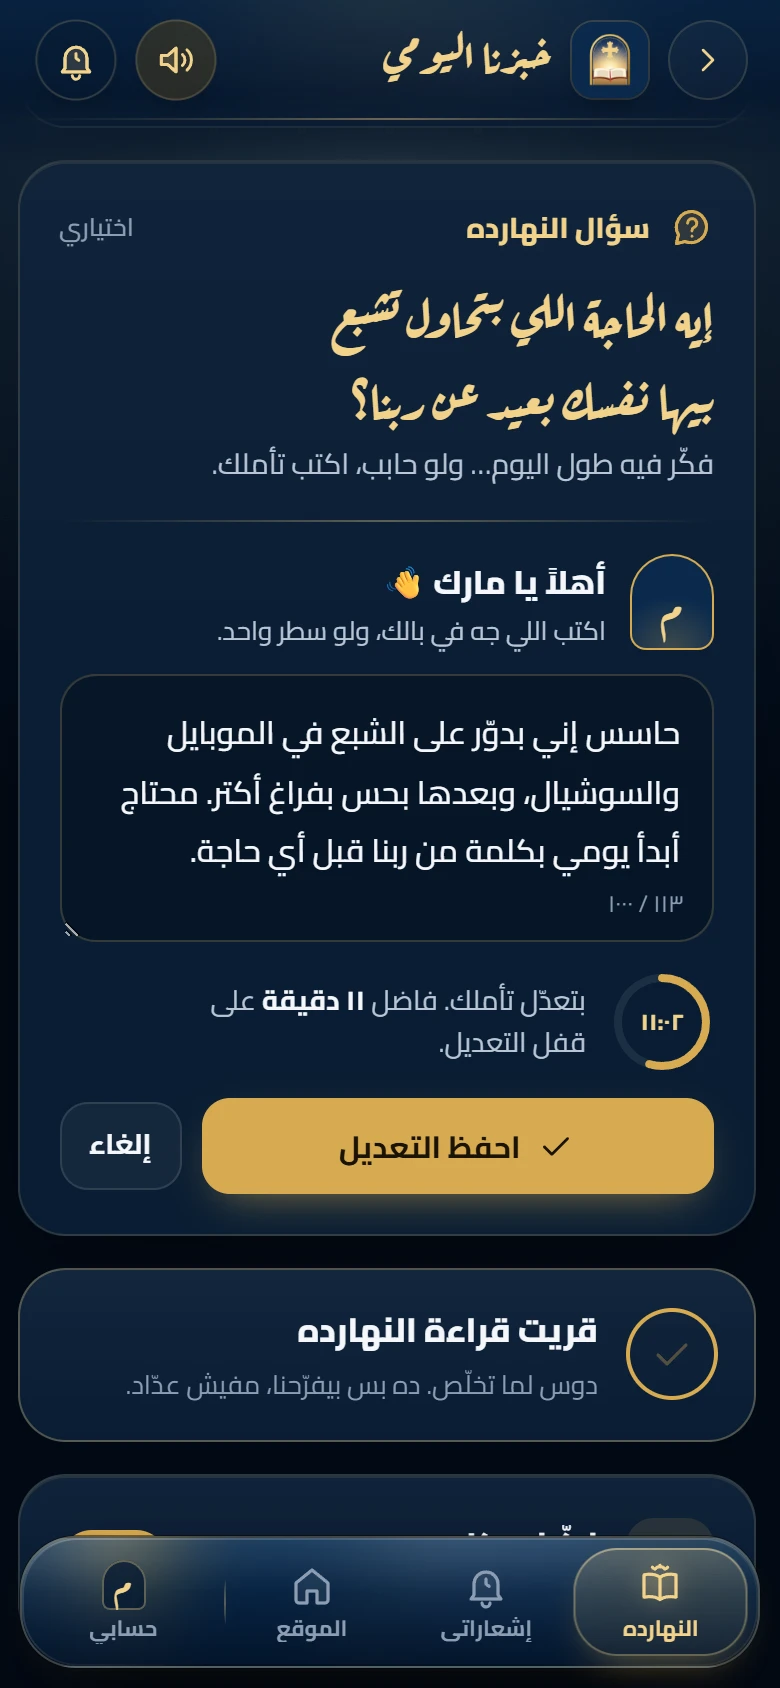 خبزنا اليومي
سؤال النهارده
اختياري
إيه الحاجة اللي بتحاول تشبع
بيها نفسك بعيد عن ربنا؟
فكّر فيه طول اليوم... ولو حابب، اكتب تأملك.
م
أهلاً يا مارك 👋
اكتب اللي جه في بالك، ولو سطر واحد.
حاسس إني بدوّر على الشبع في الموبايل
والسوشيال، وبعدها بحس بفراغ أكتر. محتاج
أبدأ يومي بكلمة من ربنا قبل أي حاجة.
١١٣ / ١٠٠٠
١١:٠٢
بتعدّل تأملك. فاضل ١١ دقيقة على
قفل التعديل.
احفظ التعديل
إلغاء
قريت قراءة النهارده
دوس لما تخلّص. ده بس بيفرّحنا، مفيش عدّاد.
النهارده
إشعاراتي
الموقع
م
حسابي